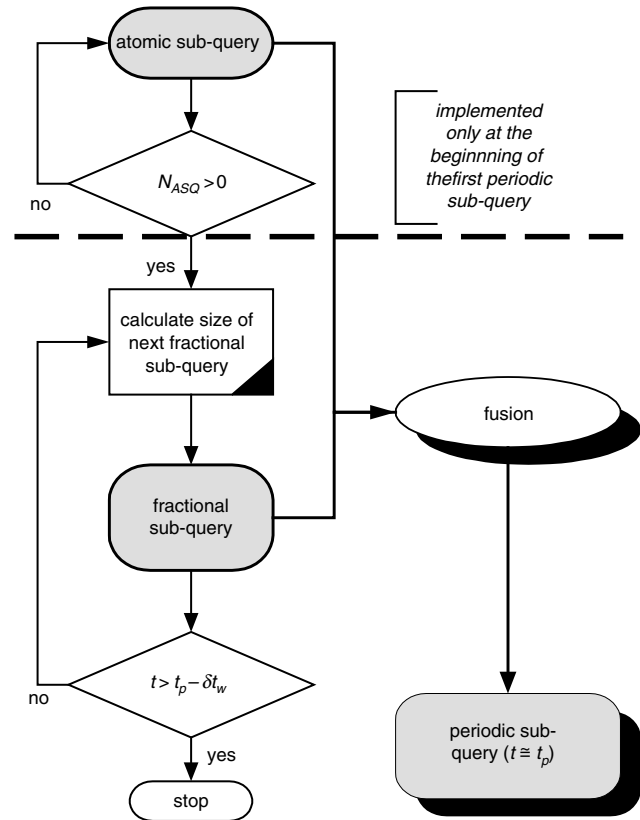 atomic sub-query
implemented
only at the
beginnning of
thefirst periodic
sub-query
N_ASQ > 0
no
yes
calculate size of
next fractional
sub-query
fusion
fractional
sub-query
t > t_p − δt_w
no
yes
stop
periodic sub-
query (t ≅ t_p)